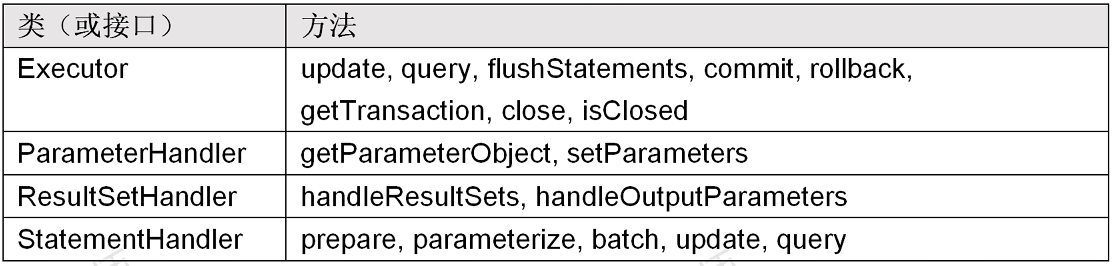 类（或接口） 方法
Executor update, query, flushStatements, commit, rollback,
getTransaction, close, isClosed
ParameterHandler getParameterObject, setParameters
ResultSetHandler handleResultSets, handleOutputParameters
StatementHandler prepare, parameterize, batch, update, query